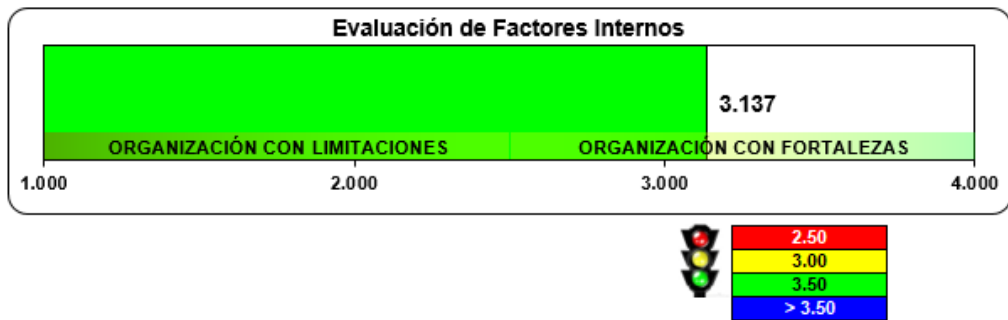 Evaluación de Factores Internos
3.137
ORGANIZACIÓN CON LIMITACIONES ORGANIZACIÓN CON FORTALEZAS
1.000 2.000 3.000 4.000
2.50
3.00
3.50
> 3.50